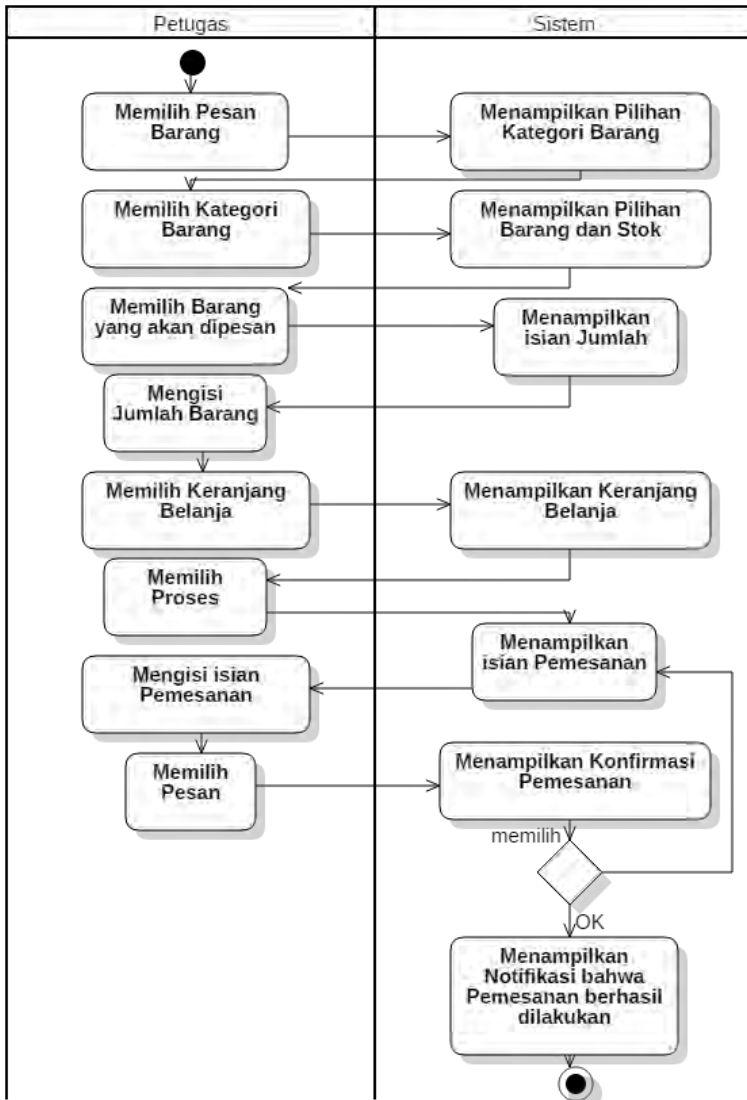 Petugas
Sistem
Memilih Pesan
Barang
Menampilkan Pilihan
Kategori Barang
Memilih Kategori
Barang
Menampilkan Pilihan
Barang dan Stok
Memilih Barang
yang akan dipesan
Menampilkan
isian Jumlah
Mengisi
Jumlah Barang
Memilih Keranjang
Belanja
Menampilkan Keranjang
Belanja
Memilih
Proses
Menampilkan
isian Pemesanan
Mengisi isian
Pemesanan
Memilih
Pesan
Menampilkan Konfirmasi
Pemesanan
memilih
OK
Menampilkan
Notifikasi bahwa
Pemesanan berhasil
dilakukan